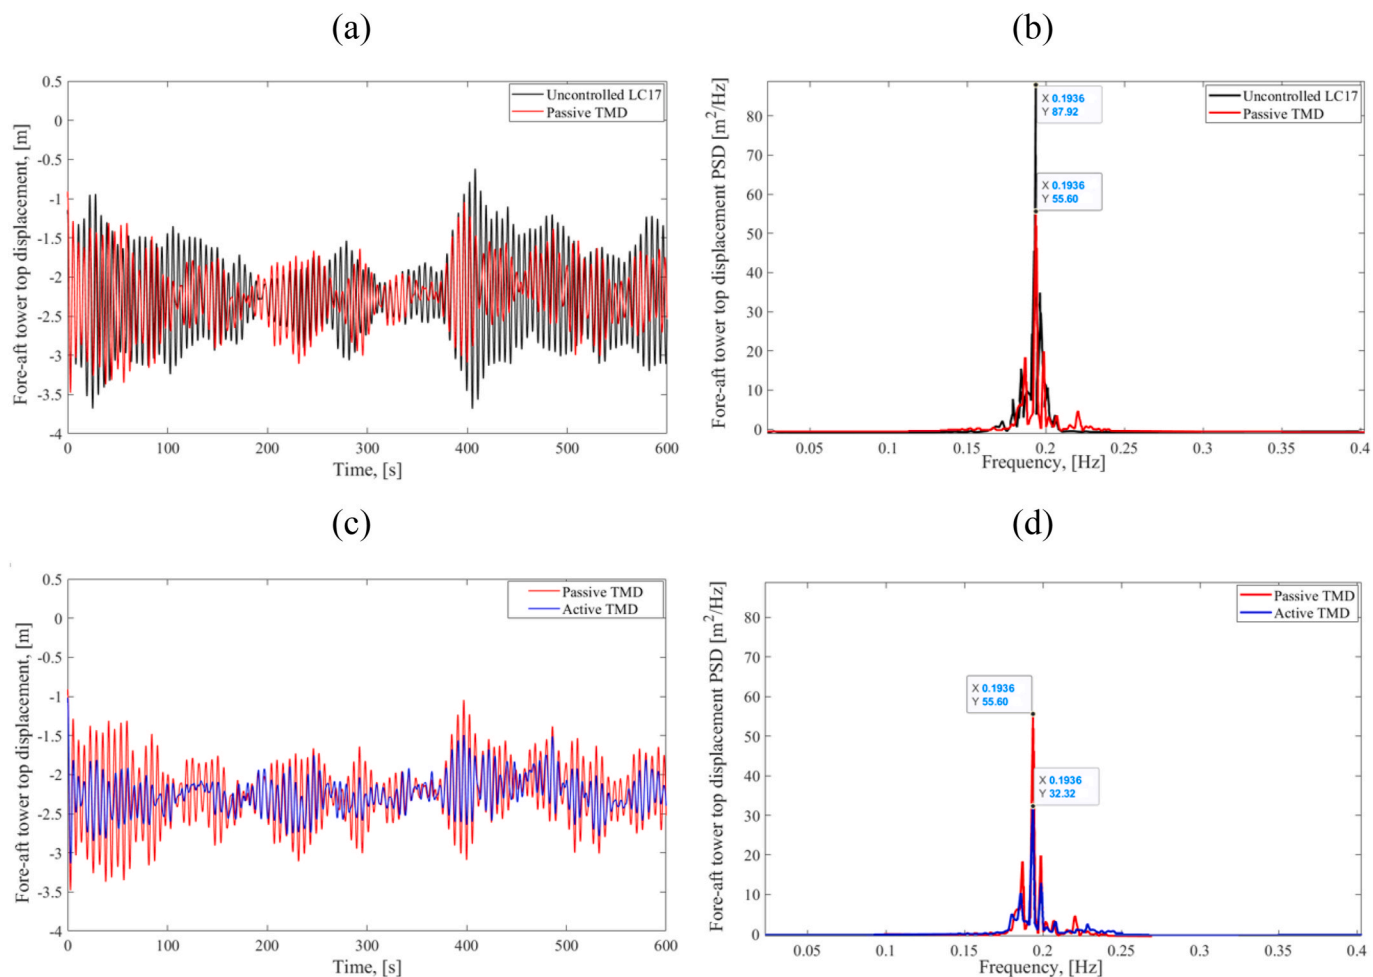 (a)
(b)
0.5
0
-0.5
-1
-1.5
-2
-2.5
-3
-3.5
-4
Fore-aft tower top displacement, [m]
Uncontrolled LC17
Passive TMD
0
100
200
300
400
500
600
Time, [s]
80
70
60
50
40
30
20
10
0
Fore-aft tower top displacement PSD [m²/Hz]
X 0.1936
Y 87.92
X 0.1936
Y 55.60
Uncontrolled LC17
Passive TMD
0.05
0.1
0.15
0.2
0.25
0.3
0.35
0.4
Frequency, [Hz]
(c)
(d)
0.5
0
-0.5
-1
-1.5
-2
-2.5
-3
-3.5
-4
Fore-aft tower top displacement, [m]
Passive TMD
Active TMD
0
100
200
300
400
500
600
Time, [s]
80
70
60
50
40
30
20
10
0
Fore-aft tower top displacement PSD [m²/Hz]
X 0.1936
Y 55.60
X 0.1936
Y 32.32
Passive TMD
Active TMD
0.05
0.1
0.15
0.2
0.25
0.3
0.35
0.4
Frequency, [Hz]